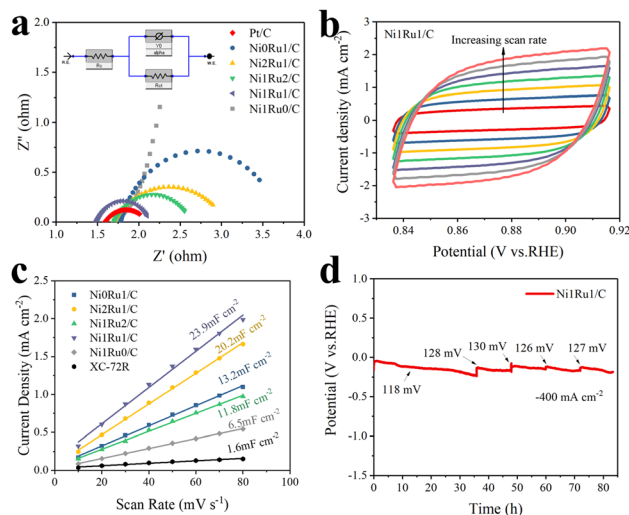 a
Z'' (ohm)
2.0
1.5
1.0
0.5
0.0
1.0 1.5 2.0 2.5 3.0 3.5 4.0
Z' (ohm)
R.E.
Rs
Y0
alpha
Rct
W.E.
Pt/C
Ni0Ru1/C
Ni2Ru1/C
Ni1Ru2/C
Ni1Ru1/C
Ni1Ru0/C
b
Current density (mA cm-2)
3
2
1
0
-1
-2
-3
-4
0.84 0.86 0.88 0.90 0.92
Potential (V vs.RHE)
Ni1Ru1/C
Increasing scan rate
c
Current Density (mA cm-2)
2.5
2.0
1.5
1.0
0.5
0.0
0 20 40 60 80 100
Scan Rate (mV s-1)
Ni0Ru1/C
Ni2Ru1/C
Ni1Ru2/C
Ni1Ru1/C
Ni1Ru0/C
XC-72R
23.9mF cm-2
20.2mF cm-2
13.2mF cm-2
11.8mF cm-2
6.5mF cm-2
1.6mF cm-2
d
Potential (V vs.RHE)
1.0
0.5
0.0
-0.5
-1.0
-1.5
0 10 20 30 40 50 60 70 80
Time (h)
Ni1Ru1/C
118 mV
128 mV
130 mV
126 mV
127 mV
-400 mA cm-2